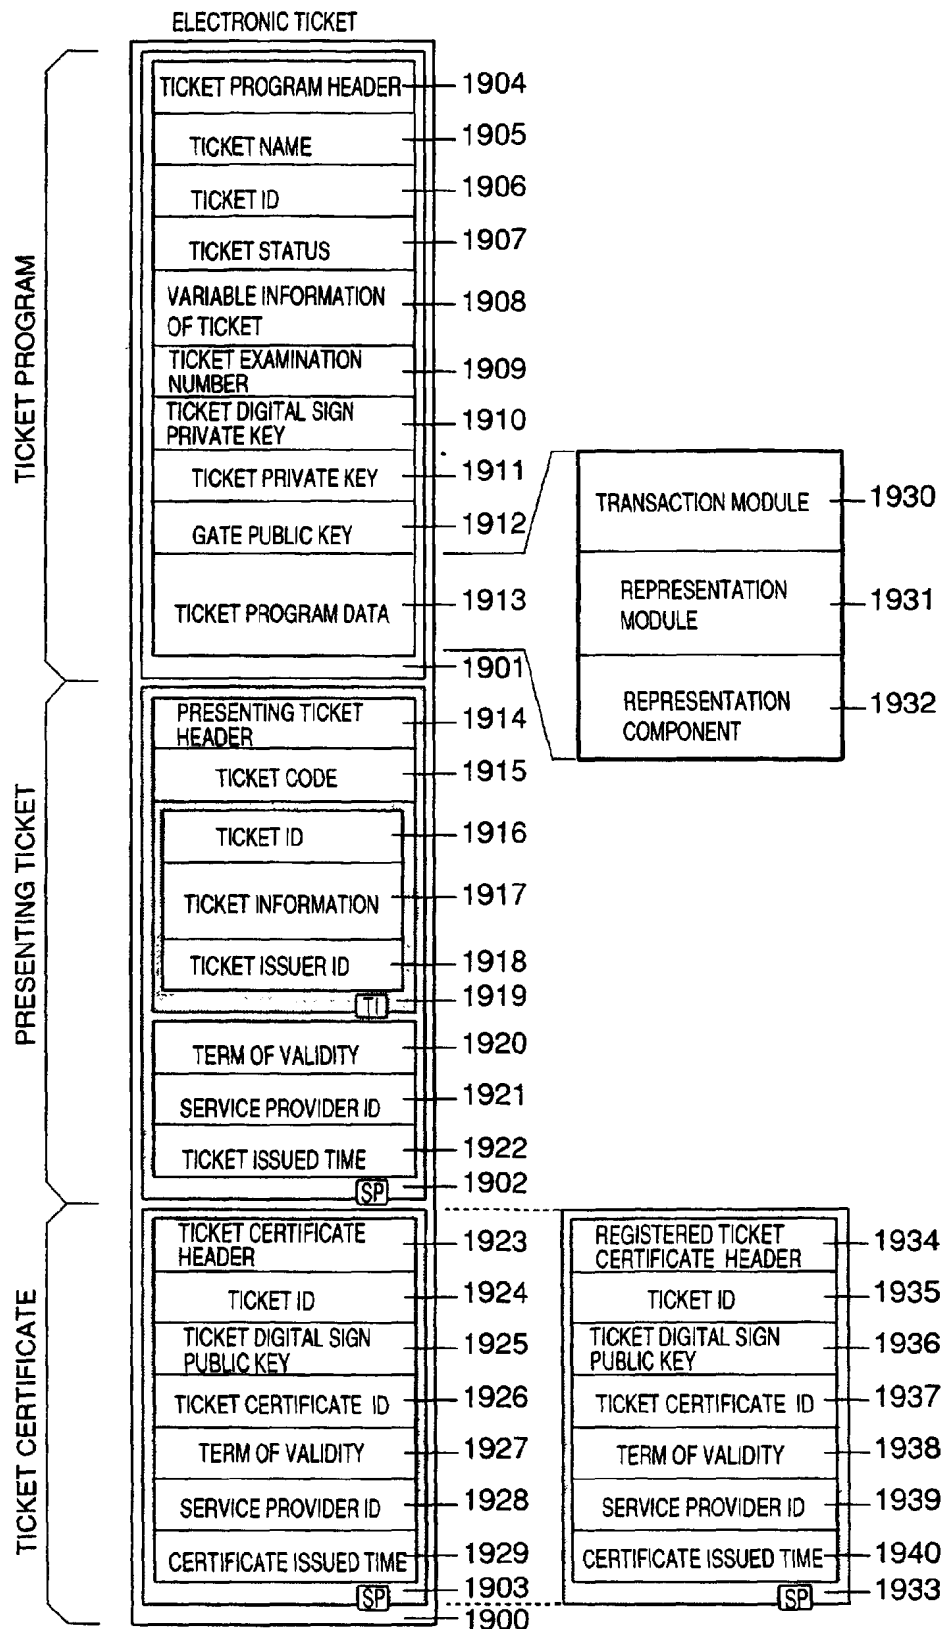 ELECTRONIC TICKET
TICKET PROGRAM
TICKET PROGRAM HEADER
1904
TICKET NAME
1905
TICKET ID
1906
TICKET STATUS
1907
VARIABLE INFORMATION
OF TICKET
1908
TICKET EXAMINATION
NUMBER
1909
TICKET DIGITAL SIGN
PRIVATE KEY
1910
TICKET PRIVATE KEY
1911
GATE PUBLIC KEY
1912
TICKET PROGRAM DATA
1913
1901
TRANSACTION MODULE
1930
REPRESENTATION
MODULE
1931
REPRESENTATION
COMPONENT
1932
PRESENTING TICKET
PRESENTING TICKET
HEADER
1914
TICKET CODE
1915
TICKET ID
1916
TICKET INFORMATION
1917
TICKET ISSUER ID
1918
TI
1919
TERM OF VALIDITY
1920
SERVICE PROVIDER ID
1921
TICKET ISSUED TIME
1922
SP
1902
TICKET CERTIFICATE
TICKET CERTIFICATE
HEADER
1923
TICKET ID
1924
TICKET DIGITAL SIGN
PUBLIC KEY
1925
TICKET CERTIFICATE ID
1926
TERM OF VALIDITY
1927
SERVICE PROVIDER ID
1928
CERTIFICATE ISSUED TIME
1929
SP
1903
1900
REGISTERED TICKET
CERTIFICATE HEADER
1934
TICKET ID
1935
TICKET DIGITAL SIGN
PUBLIC KEY
1936
TICKET CERTIFICATE ID
1937
TERM OF VALIDITY
1938
SERVICE PROVIDER ID
1939
CERTIFICATE ISSUED TIME
1940
SP
1933